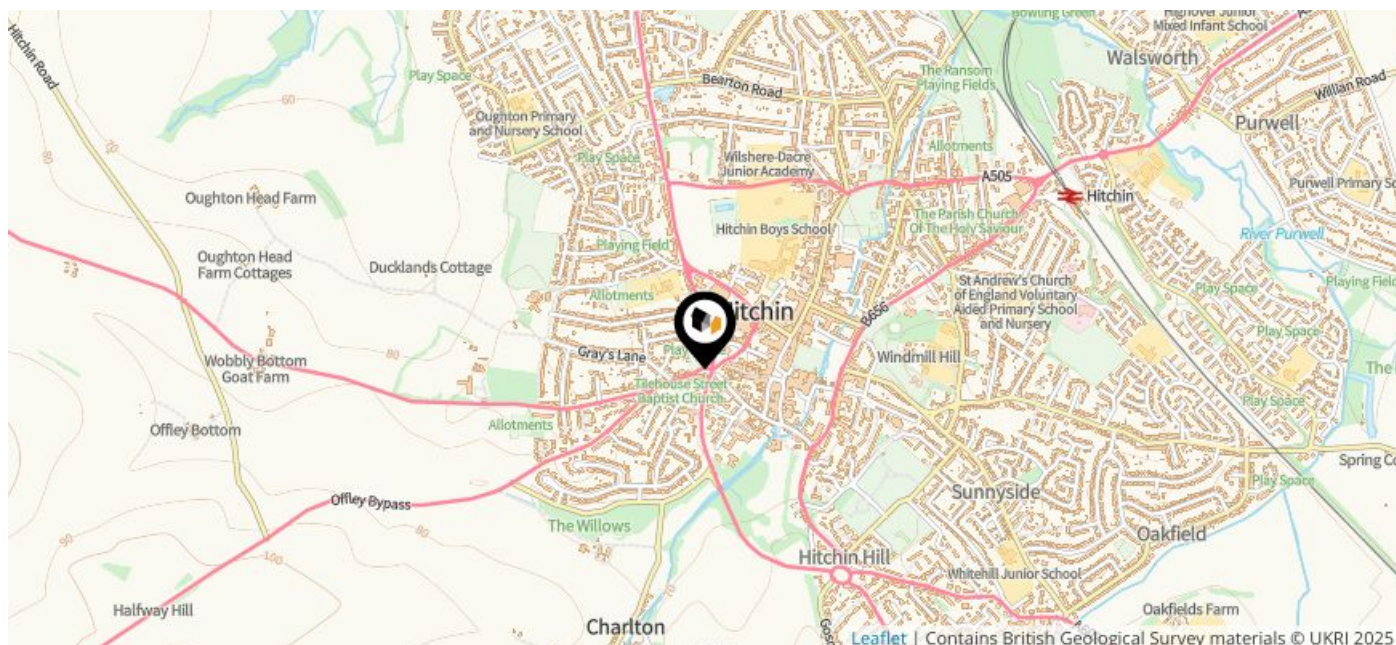 Hitchin Road
Bowling Green
Highover Junior
Mixed Infant School
Walsworth
Play Space
Bearton Road
The Ransom
Playing Fields
Willian Road
60
Oughton Primary
and Nursery School
Purwell
80
Play Space
Wilshere-Dacre
Junior Academy
Allotments
A505
Purwell Primary
Hitchin
60
Oughton Head Farm
The Parish Church
Of The Holy Saviour
Hitchin Boys School
River Purwell
Playing Field
Oughton Head
Farm Cottages
Ducklands Cottage
St Andrew's Church
of England Voluntary
Aided Primary School
and Nursery
Play Space
Playing Field
Allotments
B656
Play Space
Gray's Lane
Windmill Hill
80
Wobbly Bottom
Goat Farm
Tilehouse Street
Baptist Church
Play Space
Allotments
Offley Bottom
Play Space
Offley Bypass
80
Sunnyside
The Willows
Oakfield
90
100
Hitchin Hill
Whitehill Junior School
70
Halfway Hill
Oakfields Farm
Charlton
Leaflet | Contains British Geological Survey materials © UKRI 2025